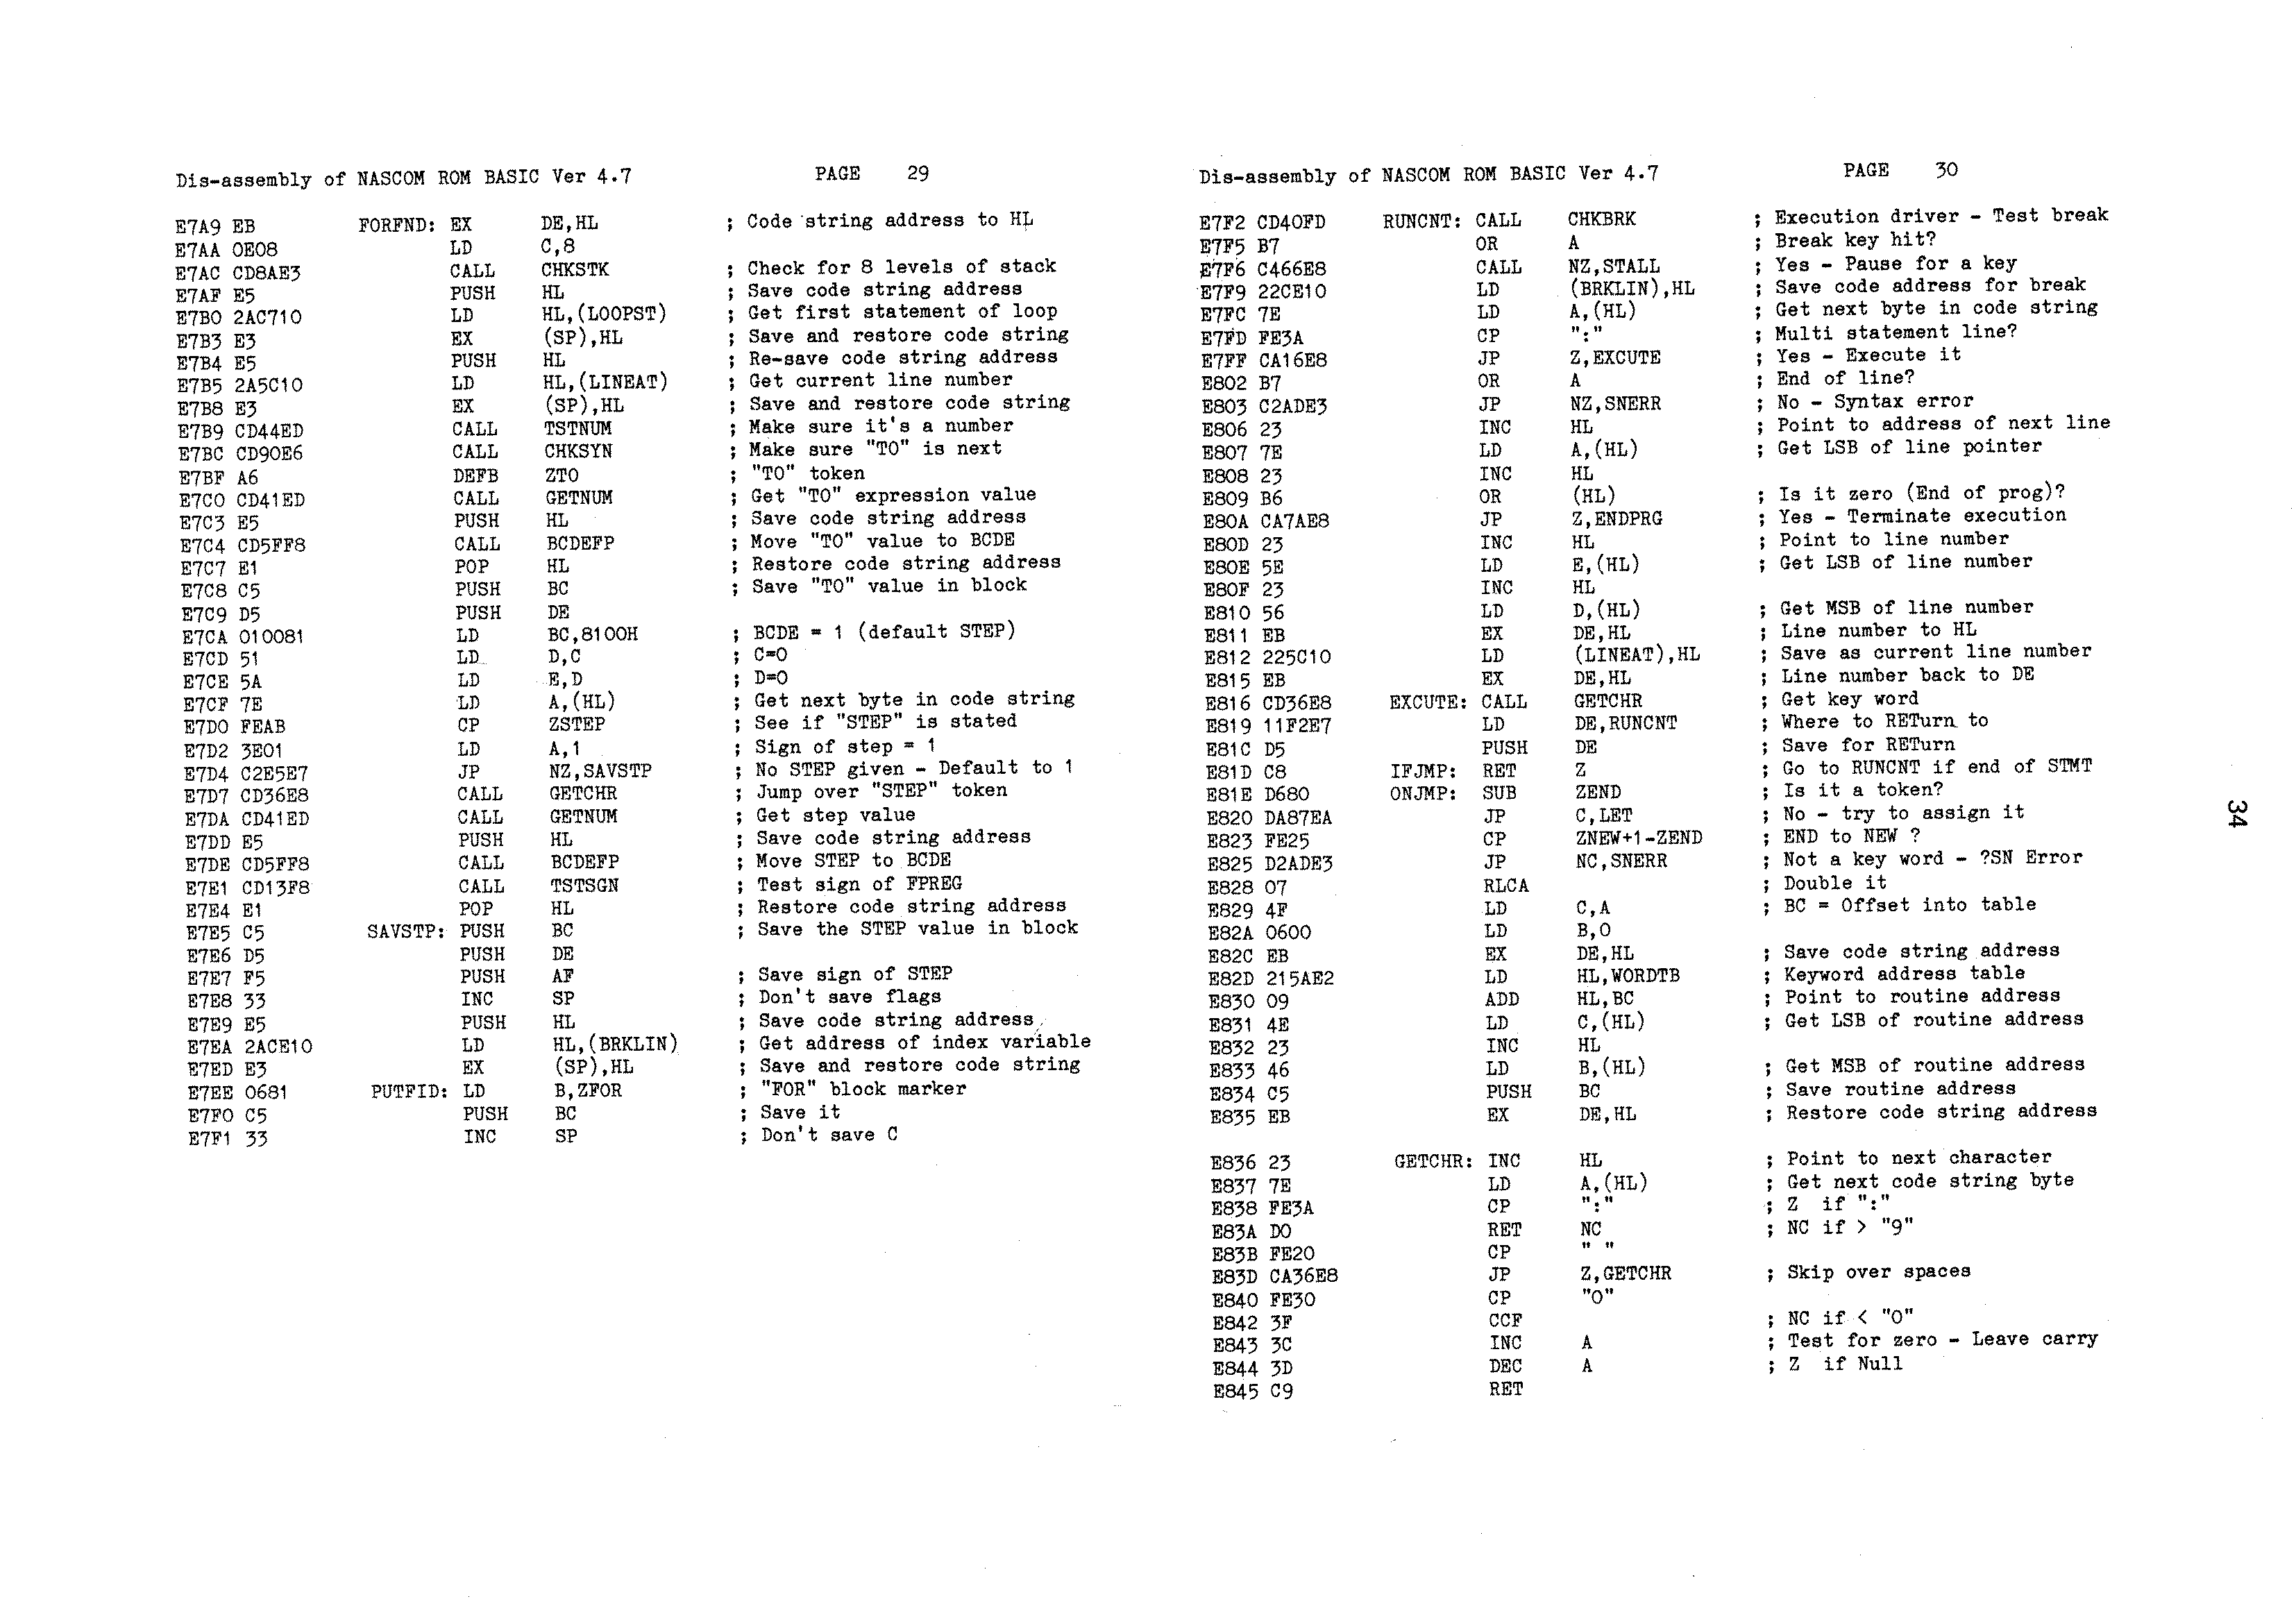 Dis-assembly of NASCOM ROM BASIC Ver 4.7 PAGE 29
E7A9 EB FORFND: EX DE,HL ; Code string address to HL
E7AA 0E08 LD C,8
E7AC CD8AE3 CALL CHKSTK ; Check for 8 levels of stack
E7AF E5 PUSH HL ; Save code string address
E7B0 2AC710 LD HL,(LOOPST) ; Get first statement of loop
E7B3 E3 EX (SP),HL ; Save and restore code string
E7B4 E5 PUSH HL ; Re-save code string address
E7B5 2A5C10 LD HL,(LINEAT) ; Get current line number
E7B8 E3 EX (SP),HL ; Save and restore code string
E7B9 CD44ED CALL TSTNUM ; Make sure it's a number
E7BC CD90E6 CALL CHKSYN ; Make sure "TO" is next
E7BF A6 DEFB ZTO ; "TO" token
E7C0 CD41ED CALL GETNUM ; Get "TO" expression value
E7C3 E5 PUSH HL ; Save code string address
E7C4 CD5FF8 CALL BCDEFP ; Move "TO" value to BCDE
E7C7 E1 POP HL ; Restore code string address
E7C8 C5 PUSH BC ; Save "TO" value in block
E7C9 D5 PUSH DE
E7CA 010081 LD BC,8100H ; BCDE = 1 (default STEP)
E7CD 51 LD D,C ; C=0
E7CE 5A LD E,D ; D=0
E7CF 7E LD A,(HL) ; Get next byte in code string
E7D0 FEAB CP ZSTEP ; See if "STEP" is stated
E7D2 3E01 LD A,1 ; Sign of step = 1
E7D4 C2E5E7 JP NZ,SAVSTP ; No STEP given - Default to 1
E7D7 CD36E8 CALL GETCHR ; Jump over "STEP" token
E7DA CD41ED CALL GETNUM ; Get step value
E7DD E5 PUSH HL ; Save code string address
E7DE CD5FF8 CALL BCDEFP ; Move STEP to BCDE
E7E1 CD13F8 CALL TSTSGN ; Test sign of FPREG
E7E4 E1 POP HL ; Restore code string address
E7E5 C5 SAVSTP: PUSH BC ; Save the STEP value in block
E7E6 D5 PUSH DE
E7E7 F5 PUSH AF ; Save sign of STEP
E7E8 33 INC SP ; Don't save flags
E7E9 E5 PUSH HL ; Save code string address
E7EA 2ACE10 LD HL,(BRKLIN) ; Get address of index variable
E7ED E3 EX (SP),HL ; Save and restore code string
E7EE 0681 PUTFID: LD B,ZFOR ; "FOR" block marker
E7F0 C5 PUSH BC ; Save it
E7F1 33 INC SP ; Don't save C
Dis-assembly of NASCOM ROM BASIC Ver 4.7 PAGE 30
E7F2 CD40FD RUNCNT: CALL CHKBRK ; Execution driver - Test break
E7F5 B7 OR A ; Break key hit?
E7F6 C466E8 CALL NZ,STALL ; Yes - Pause for a key
E7F9 22CE10 LD (BRKLIN),HL ; Save code address for break
E7FC 7E LD A,(HL) ; Get next byte in code string
E7FD FE3A CP ":" ; Multi statement line?
E7FF CA16E8 JP Z,EXCUTE ; Yes - Execute it
E802 B7 OR A ; End of line?
E803 C2ADE3 JP NZ,SNERR ; No - Syntax error
E806 23 INC HL ; Point to address of next line
E807 7E LD A,(HL) ; Get LSB of line pointer
E808 23 INC HL
E809 B6 OR (HL) ; Is it zero (End of prog)?
E80A CA7AE8 JP Z,ENDPRG ; Yes - Terminate execution
E80D 23 INC HL ; Point to line number
E80E 5E LD E,(HL) ; Get LSB of line number
E80F 23 INC HL
E810 56 LD D,(HL) ; Get MSB of line number
E811 EB EX DE,HL ; Line number to HL
E812 225C10 LD (LINEAT),HL ; Save as current line number
E815 EB EX DE,HL ; Line number back to DE
E816 CD36E8 EXCUTE: CALL GETCHR ; Get key word
E819 11F2E7 LD DE,RUNCNT ; Where to RETurn to
E81C D5 PUSH DE ; Save for RETurn
E81D C8 IFJMP: RET Z ; Go to RUNCNT if end of STMT
E81E D680 ONJMP: SUB ZEND ; Is it a token?
E820 DA87EA JP C,LET ; No - try to assign it
E823 FE25 CP ZNEW+1-ZEND ; END to NEW ?
E825 D2ADE3 JP NC,SNERR ; Not a key word - ?SN Error
E828 07 RLCA ; Double it
E829 4F LD C,A ; BC = Offset into table
E82A 0600 LD B,0
E82C EB EX DE,HL ; Save code string address
E82D 215AE2 LD HL,WORDTB ; Keyword address table
E830 09 ADD HL,BC ; Point to routine address
E831 4E LD C,(HL) ; Get LSB of routine address
E832 23 INC HL
E833 46 LD B,(HL) ; Get MSB of routine address
E834 C5 PUSH BC ; Save routine address
E835 EB EX DE,HL ; Restore code string address
E836 23 GETCHR: INC HL ; Point to next character
E837 7E LD A,(HL) ; Get next code string byte
E838 FE3A CP ":" ; Z if ":"
E83A D0 RET NC ; NC if > "9"
E83B FE20 CP " "
E83D CA36E8 JP Z,GETCHR ; Skip over spaces
E840 FE30 CP "0"
E842 3F CCF ; NC if < "0"
E843 3C INC A ; Test for zero - Leave carry
E844 3D DEC A ; Z if Null
E845 C9 RET
34